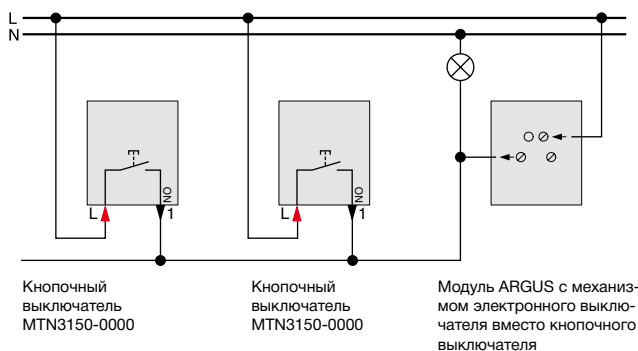 L
N
NO
L
1
NO
L
1
Кнопочный
выключатель
MTN3150-0000
Кнопочный
выключатель
MTN3150-0000
Модуль ARGUS с механиз-
мом электронного выклю-
чателя вместо кнопочного
выключателя